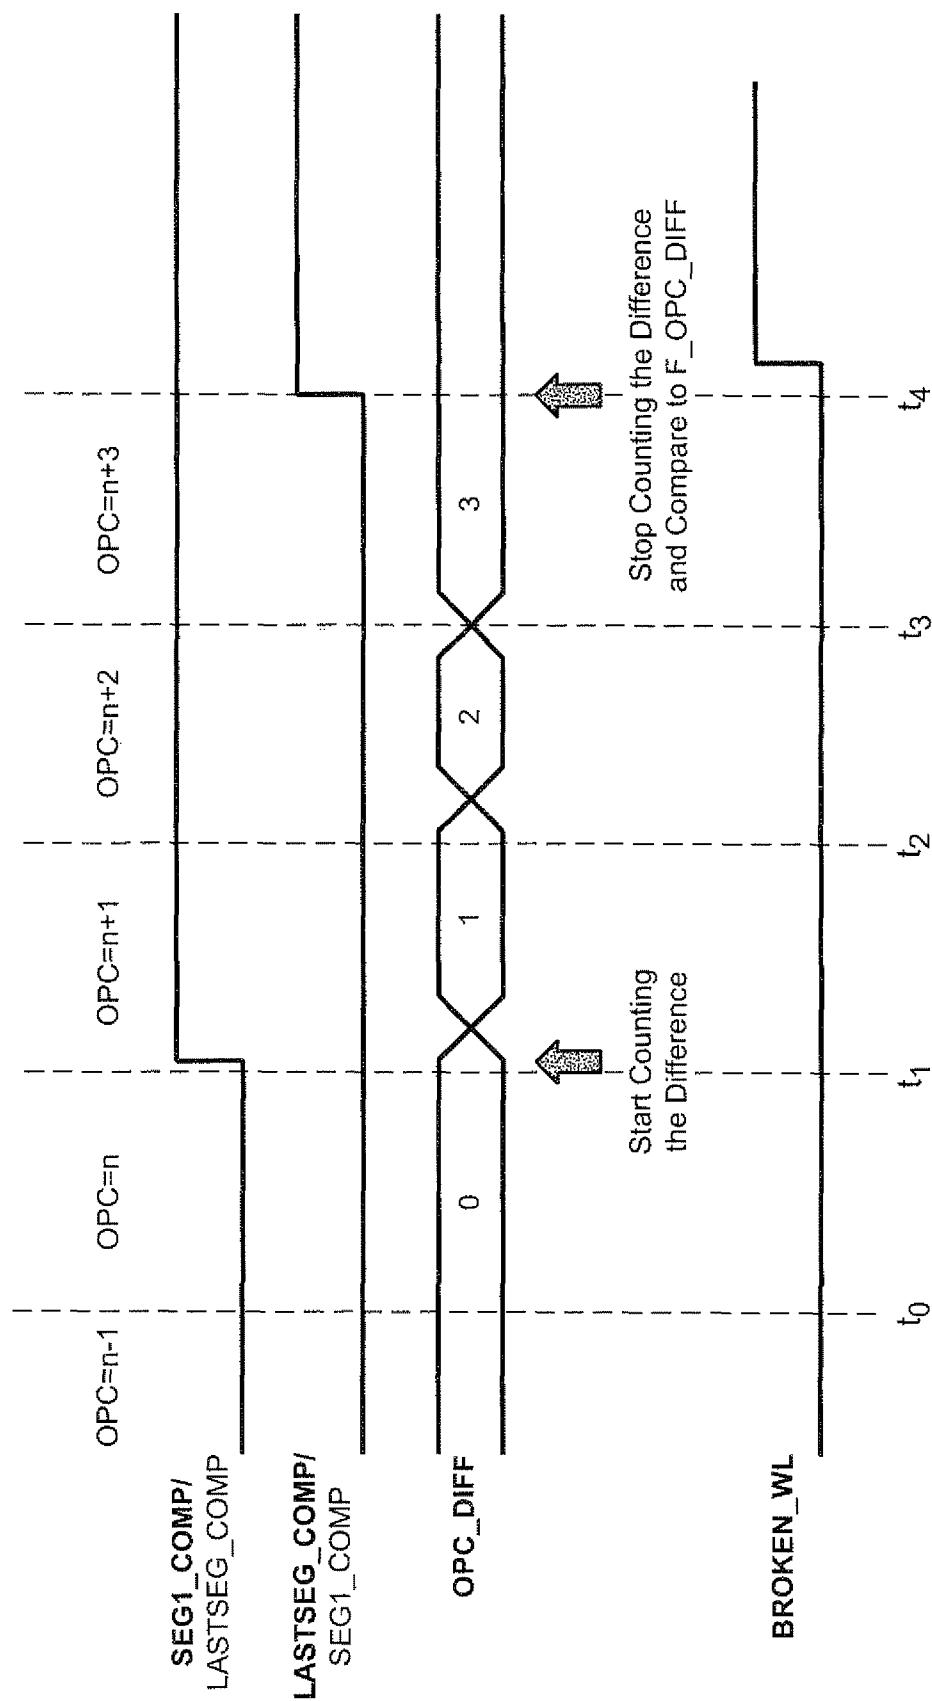 OPC=n-1
OPC=n
OPC=n+1
OPC=n+2
OPC=n+3
SEG1_COMP/
LASTSEG_COMP
LASTSEG_COMP/
SEG1_COMP
OPC_DIFF
0
1
2
3
Start Counting
the Difference
Stop Counting the Difference
and Compare to F_OPC_DIFF
BROKEN_WL
t0
t1
t2
t3
t4